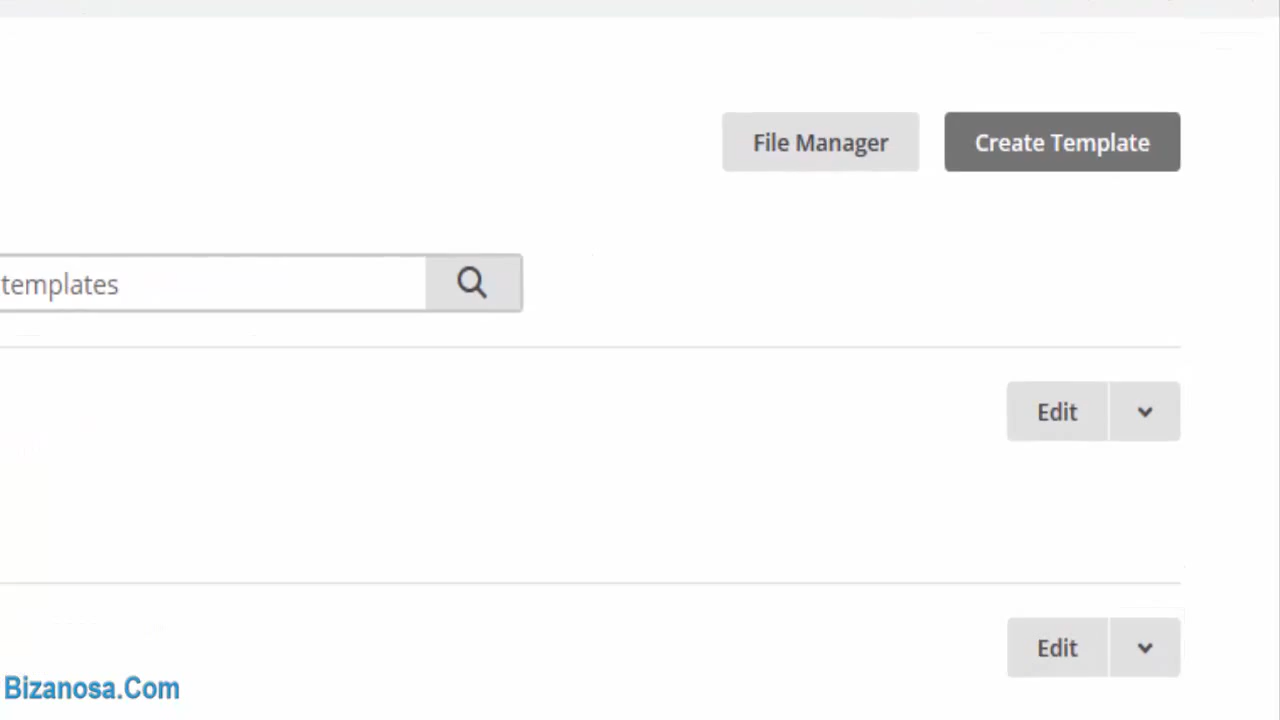 File Manager
Create Template
templates
Edit
Edit
Bizanosa.Com